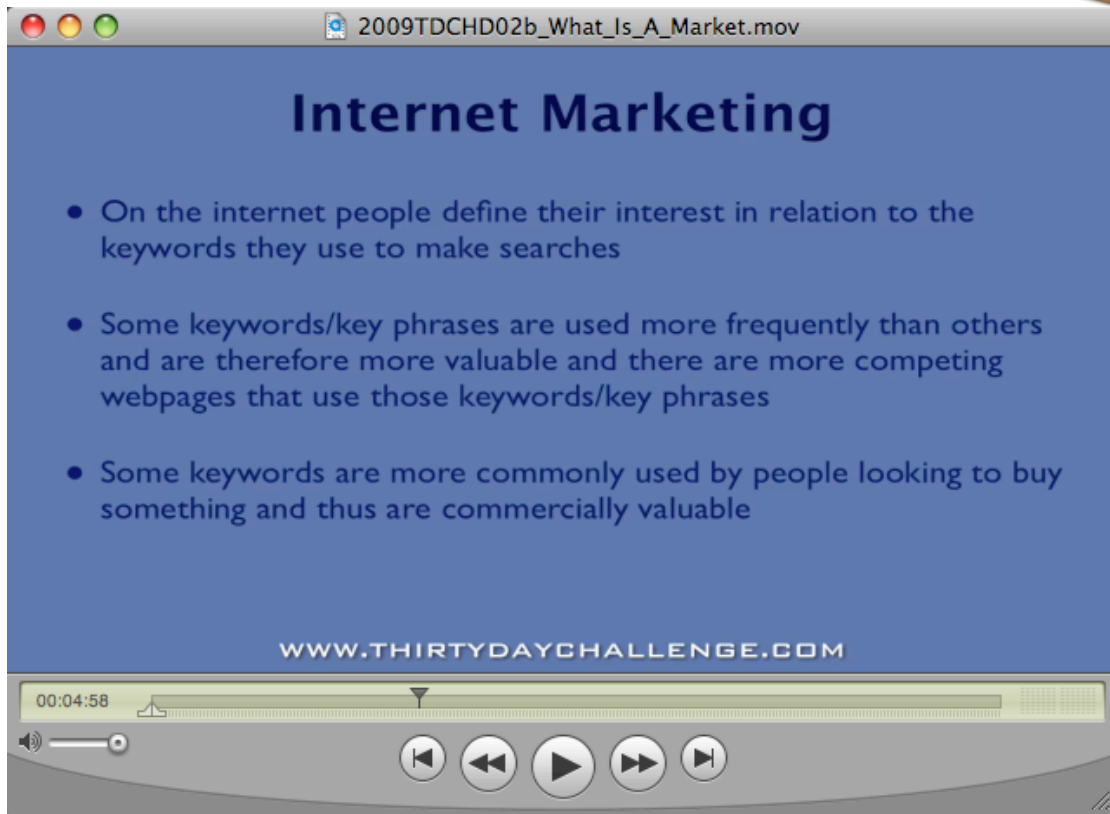 2009TDCHD02b_What_Is_A_Market.mov
Internet Marketing
• On the internet people define their interest in relation to the
keywords they use to make searches
• Some keywords/key phrases are used more frequently than others
and are therefore more valuable and there are more competing
webpages that use those keywords/key phrases
• Some keywords are more commonly used by people looking to buy
something and thus are commercially valuable
WWW.THIRTYDAYCHALLENGE.COM
00:04:58